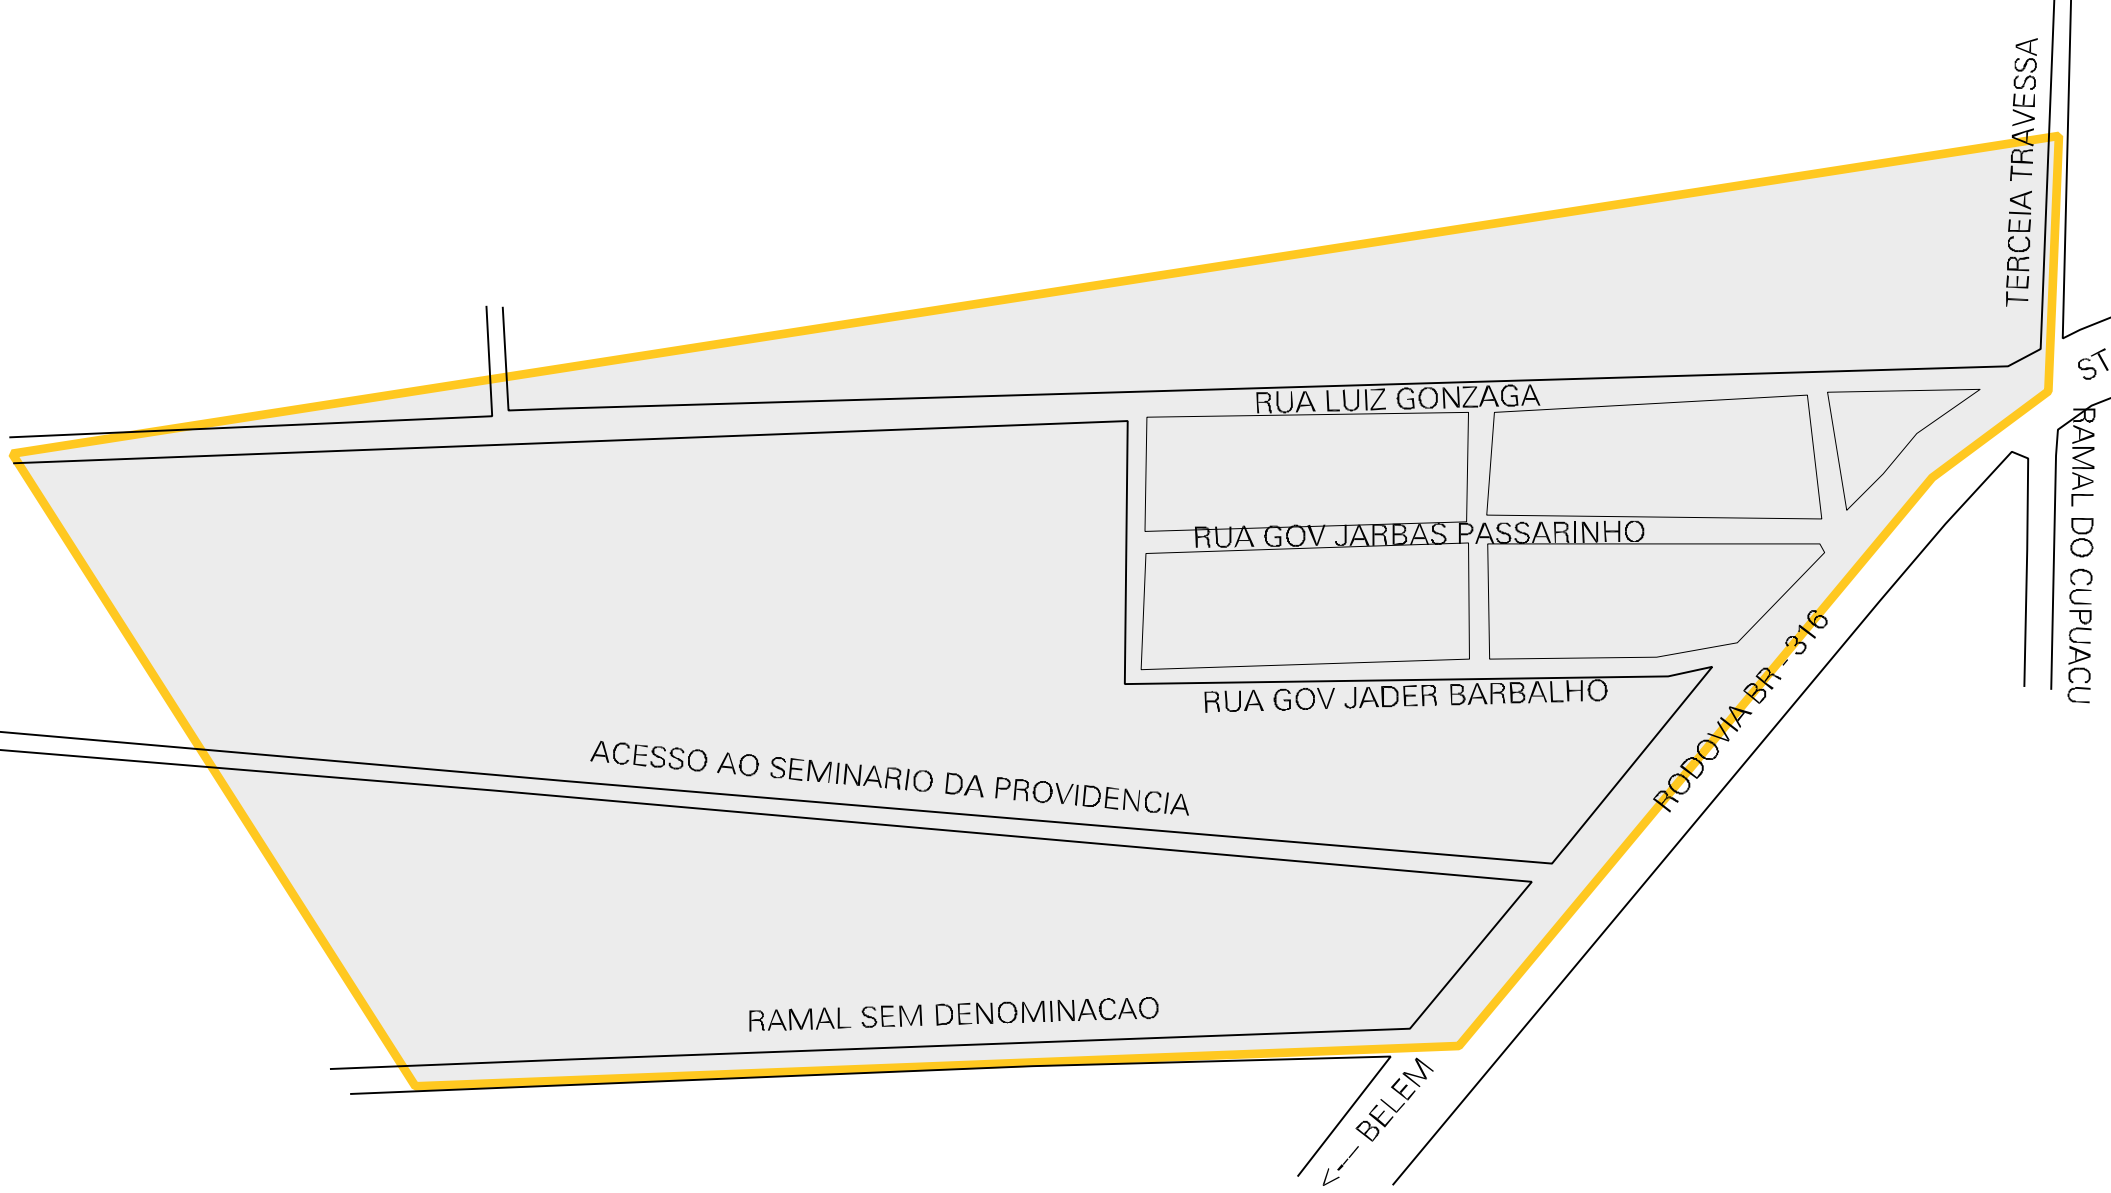 TERCEIA TRAVESSA
ST
RUA LUIZ GONZAGA
RAMAL DO CUPUACU
RUA GOV JARBAS PASSARINHO
RODOVIA BR - 316
RUA GOV JADER BARBALHO
ACESSO AO SEMINARIO DA PROVIDENCIA
RAMAL SEM DENOMINACAO
<--- BELEM